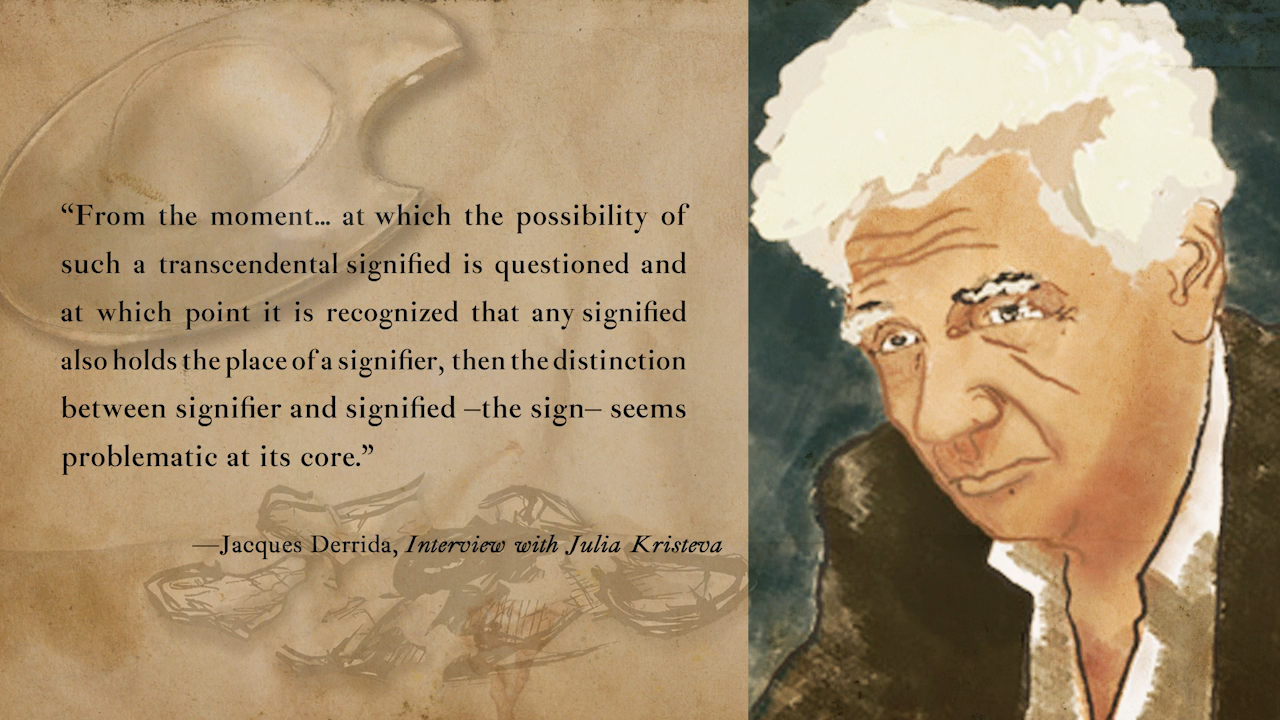 “From the moment... at which the possibility of
such a transcendental signified is questioned and
at which point it is recognized that any signified
also holds the place of a signifier, then the distinction
between signifier and signified –the sign– seems
problematic at its core.”
—Jacques Derrida, Interview with Julia Kristeva